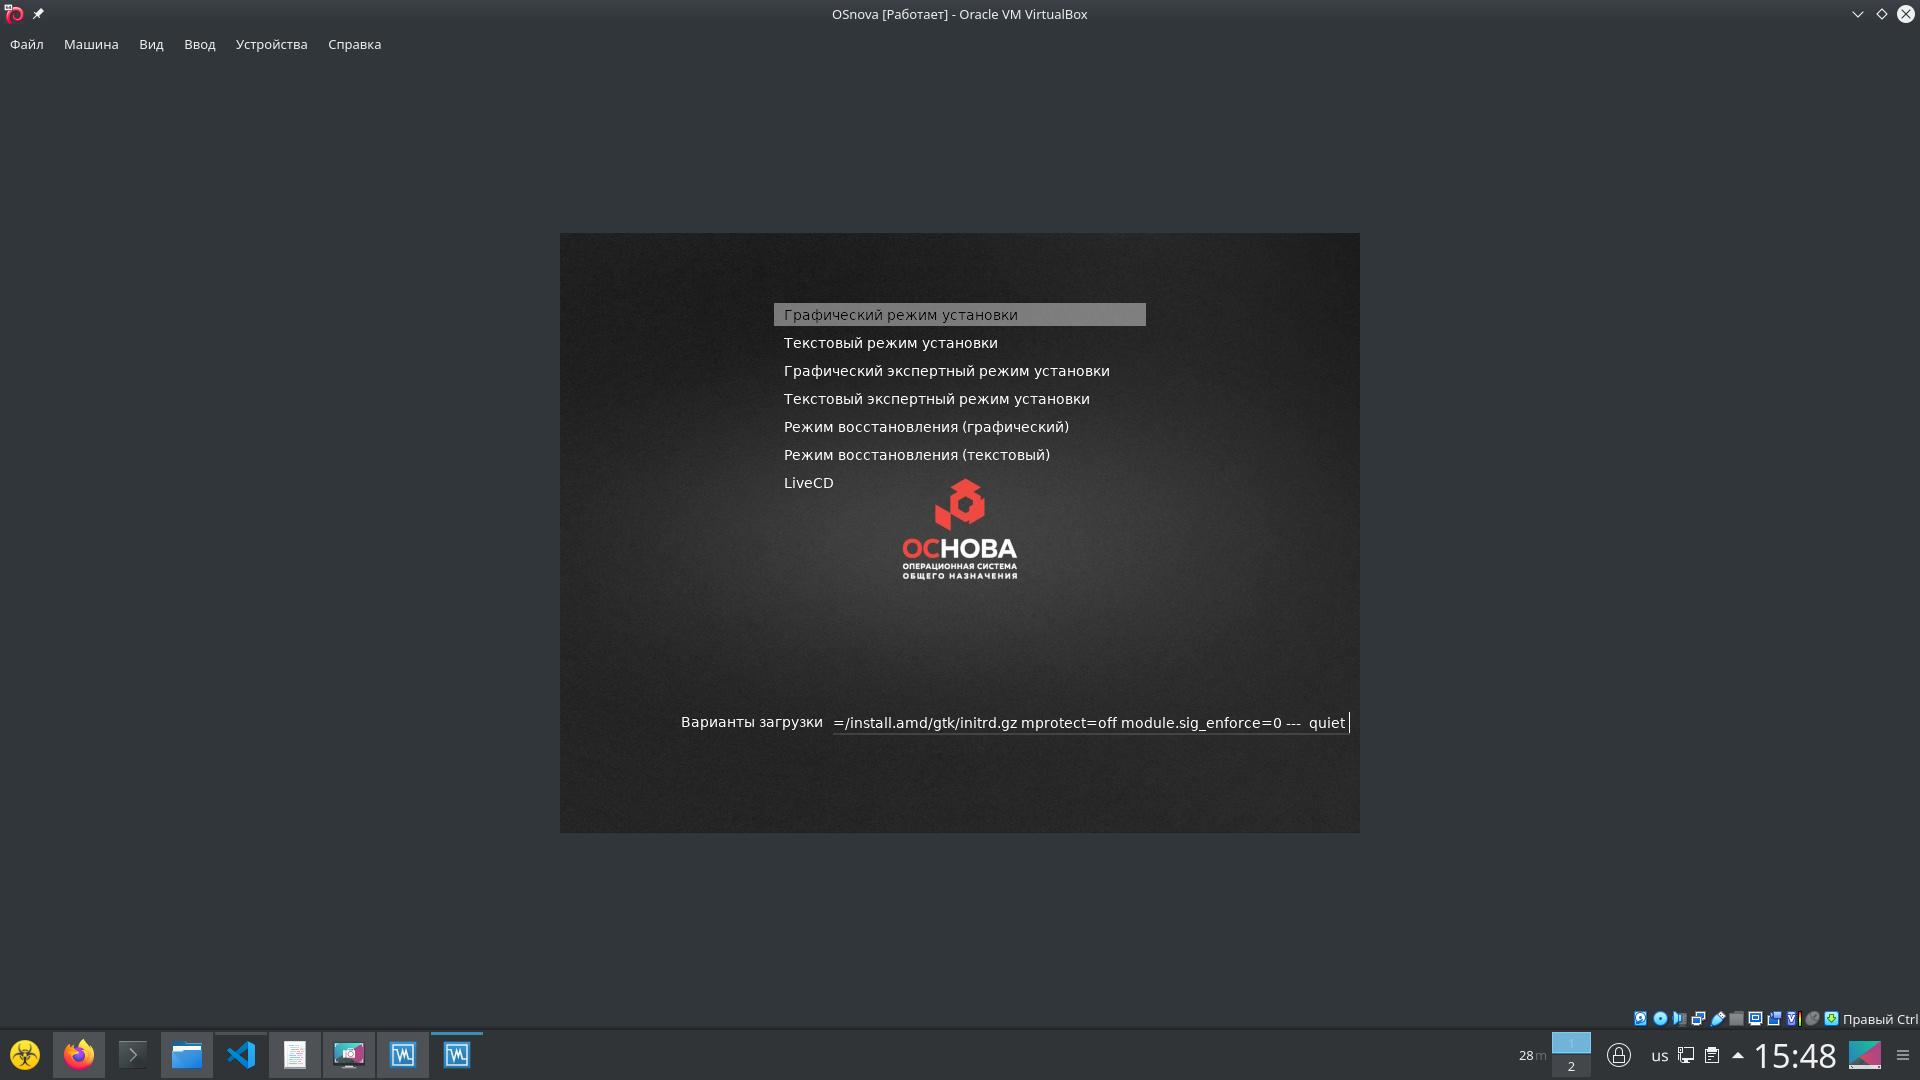 OSnova [Работает] - Oracle VM VirtualBox
Файл Машина Вид Ввод Устройства Справка
Графический режим установки
Текстовый режим установки
Графический экспертный режим установки
Текстовый экспертный режим установки
Режим восстановления (графический)
Режим восстановления (текстовый)
LiveCD
ОСНОВА
ОПЕРАЦИОННАЯ СИСТЕМА
ОБЩЕГО НАЗНАЧЕНИЯ
Варианты загрузки =/install.amd/gtk/initrd.gz mprotect=off module.sig_enforce=0 --- quiet
Правый Ctrl
28m 1 us 15:48
2